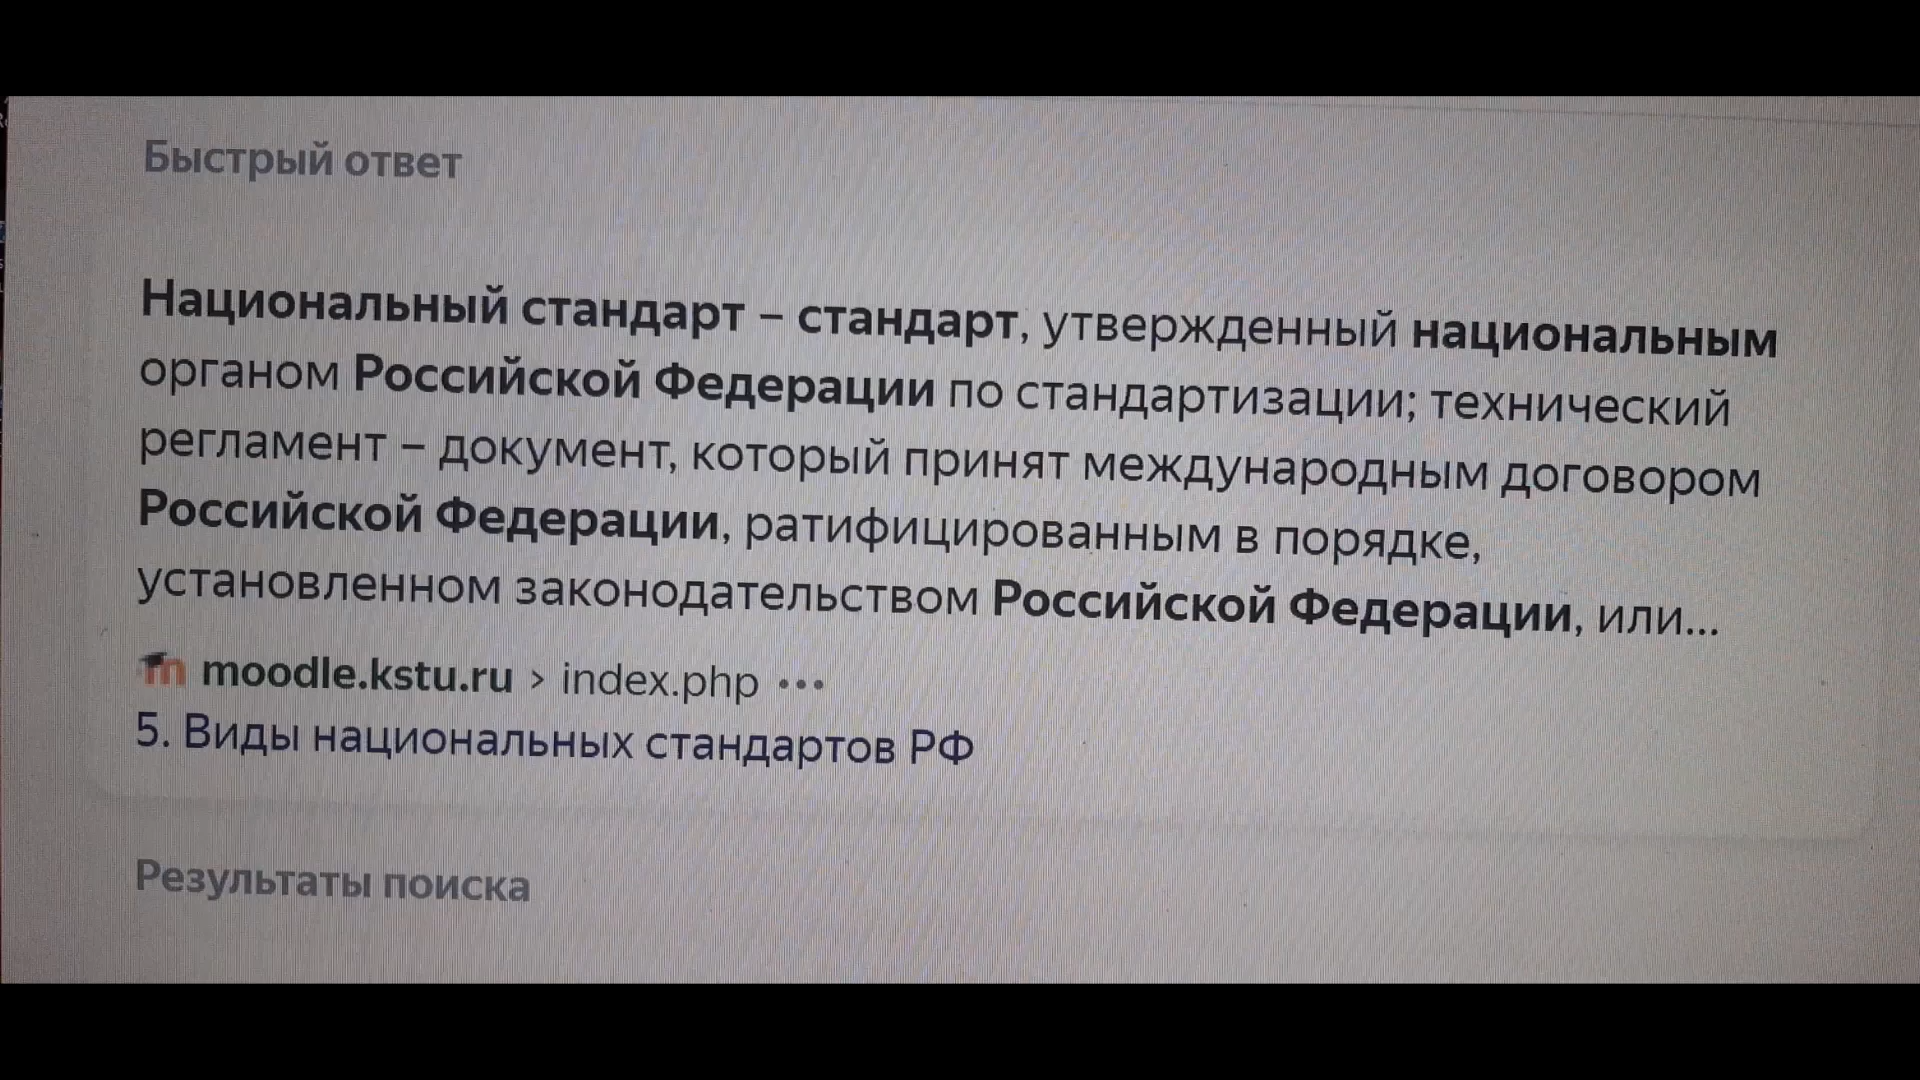 Быстрый ответ
Национальный стандарт – стандарт, утвержденный национальным
органом Российской Федерации по стандартизации; технический
регламент – документ, который принят международным договором
Российской Федерации, ратифицированным в порядке,
установленном законодательством Российской Федерации, или...
moodle.kstu.ru › index.php •••
5. Виды национальных стандартов РФ
Результаты поиска